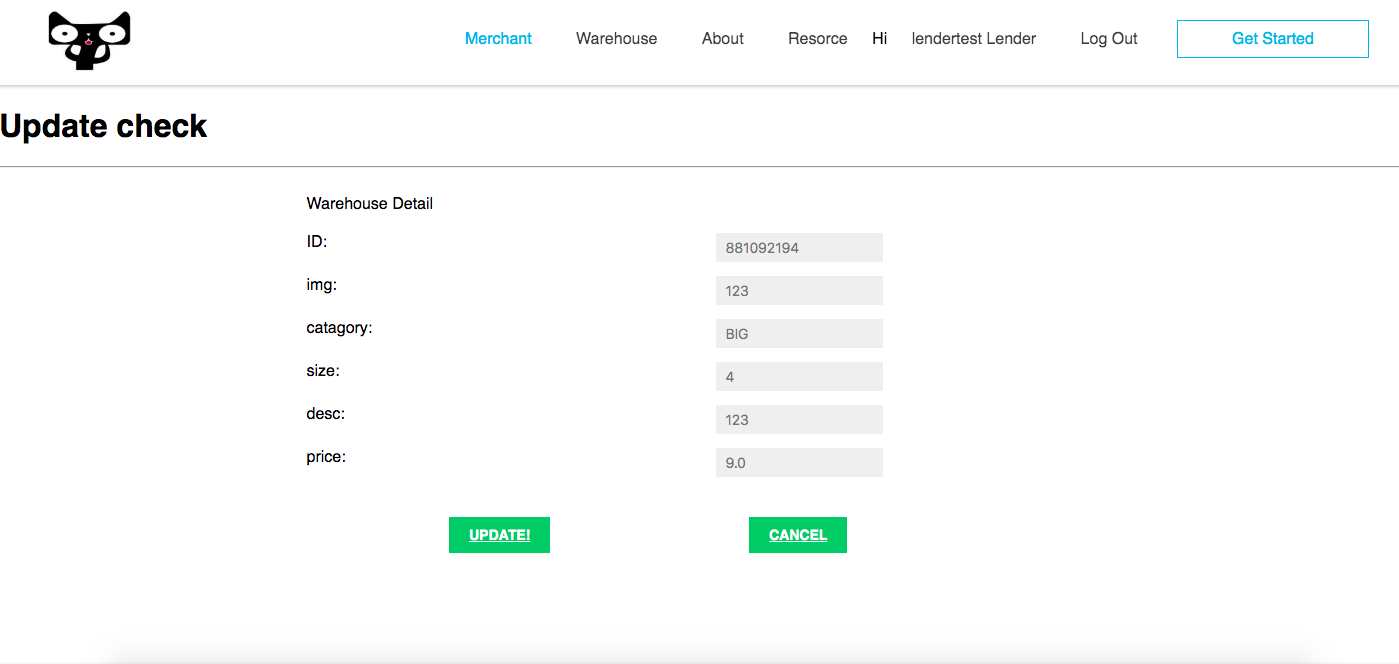 Merchant Warehouse About Resorce Hi lendertest Lender Log Out Get Started
Update check
Warehouse Detail
ID: 881092194
img: 123
catagory: BIG
size: 4
desc: 123
price: 9.0
UPDATE! CANCEL